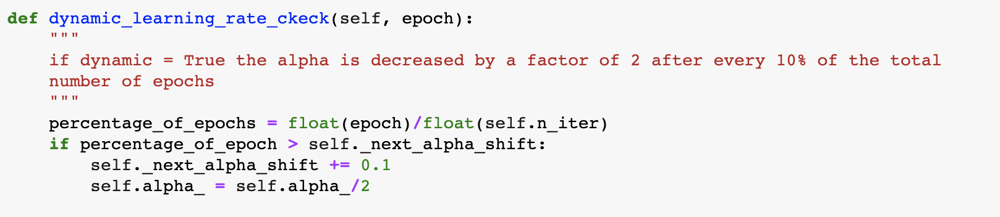 def dynamic_learning_rate_ckeck(self, epoch):
    """
    if dynamic = True the alpha is decreased by a factor of 2 after every 10% of the total
    number of epochs
    """
    percentage_of_epochs = float(epoch)/float(self.n_iter)
    if percentage_of_epoch > self._next_alpha_shift:
        self._next_alpha_shift += 0.1
        self.alpha_ = self.alpha_/2